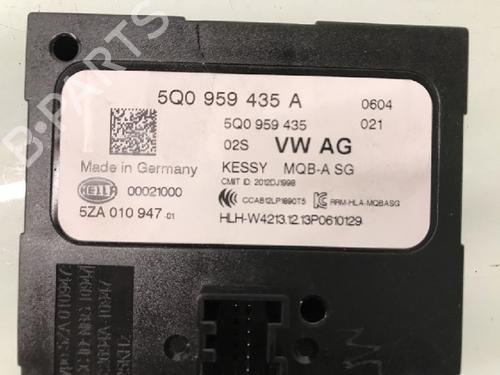 5Q0 959 435 A 0604
5Q0 959 435 021
02S VW AG
Made in Germany KESSY MQB-A SG
CMIIT ID 2012DJ1998
HELLA 00021000 CCAB12LP1890T5 RRM-HLA-MQBASG
5ZA 010 947-01 HLH-W4213.12.13P0610129
B-PARTS